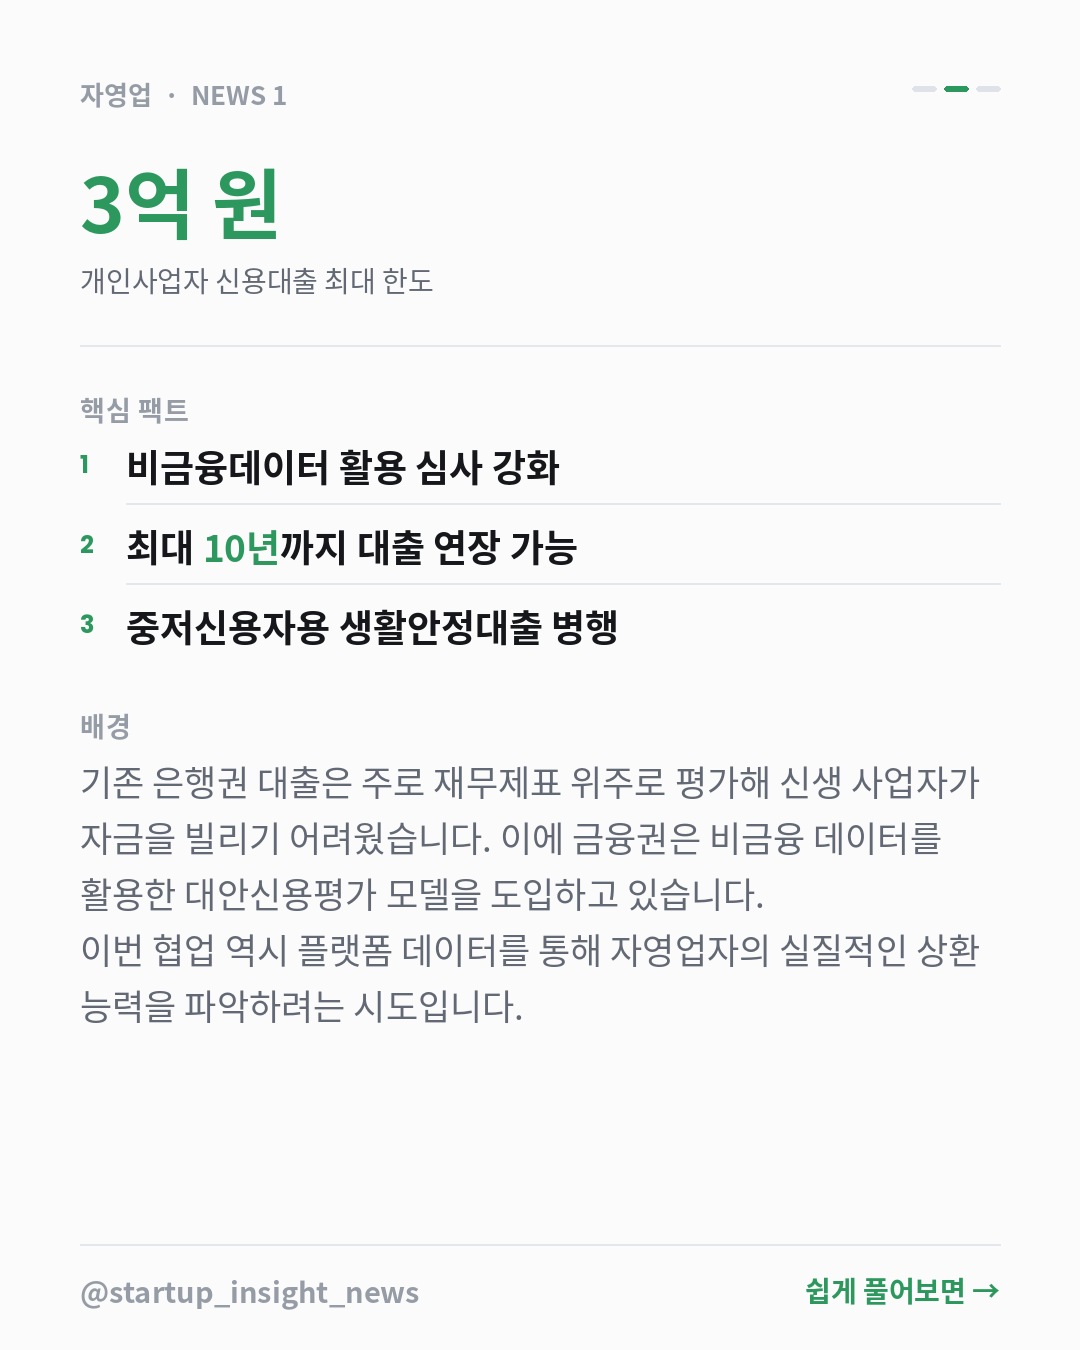 자영업 · NEWS 1
3억 원
개인사업자 신용대출 최대 한도
핵심 팩트
1 비금융데이터 활용 심사 강화
2 최대 10년까지 대출 연장 가능
3 중저신용자용 생활안정대출 병행
배경
기존 은행권 대출은 주로 재무제표 위주로 평가해 신생 사업자가
자금을 빌리기 어려웠습니다. 이에 금융권은 비금융 데이터를
활용한 대안신용평가 모델을 도입하고 있습니다.
이번 협업 역시 플랫폼 데이터를 통해 자영업자의 실질적인 상환
능력을 파악하려는 시도입니다.
@startup_insight_news
쉽게 풀어보면 →